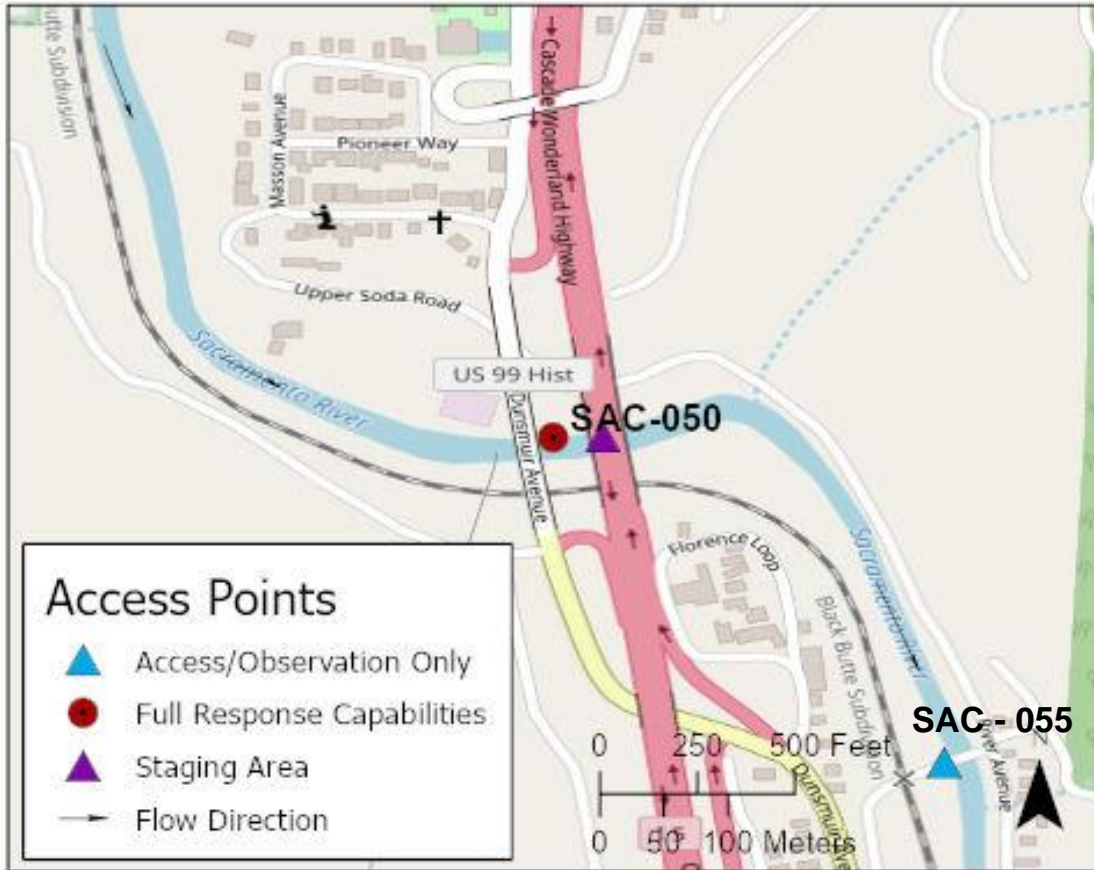 Butte Subdivision
Cascade Wonderland Highway
Masson Avenue
Pioneer Way
Upper Soda Road
Sacramento River
US 99 Hist
SAC-050
Dunsmuir Avenue
Florence Loop
Sacramento River
Black Butte Subdivision
SAC - 055
River Avenue
0 250 500 Feet
0 50 100 Meters
Access Points
Access/Observation Only
Full Response Capabilities
Staging Area
Flow Direction